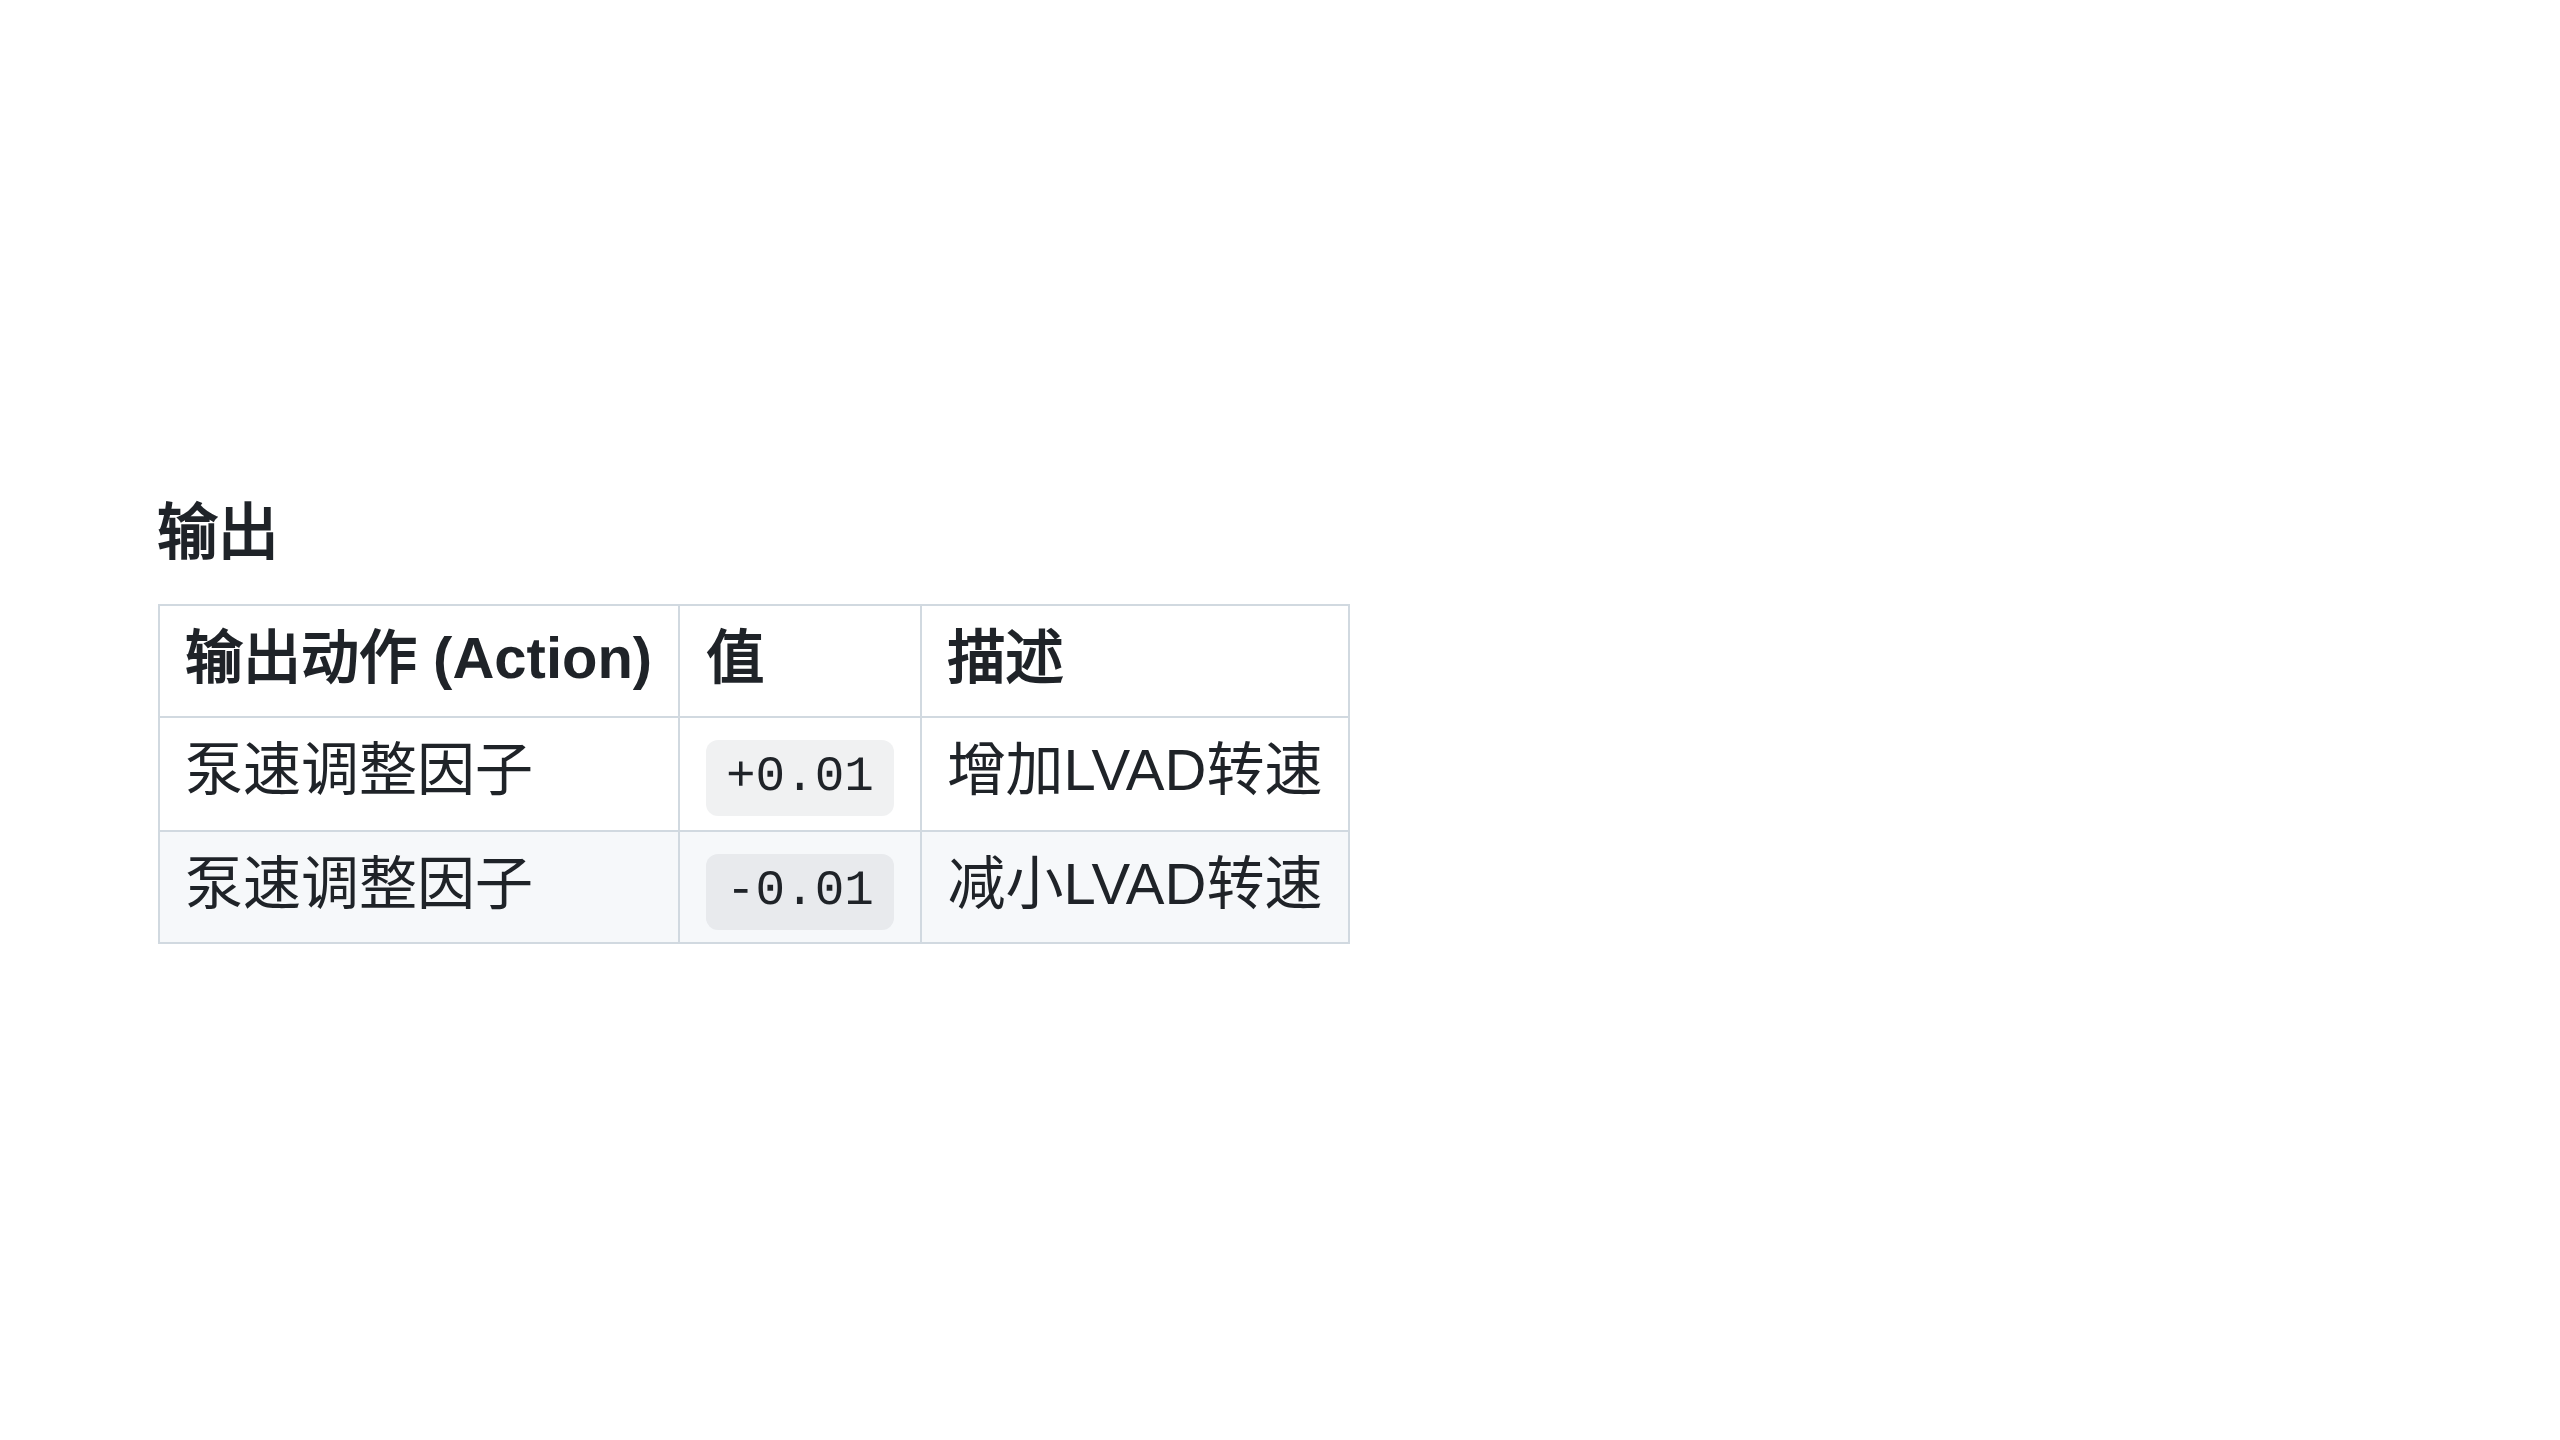 输出
输出动作 (Action) 值 描述
泵速调整因子 +0.01 增加LVAD转速
泵速调整因子 -0.01 减小LVAD转速